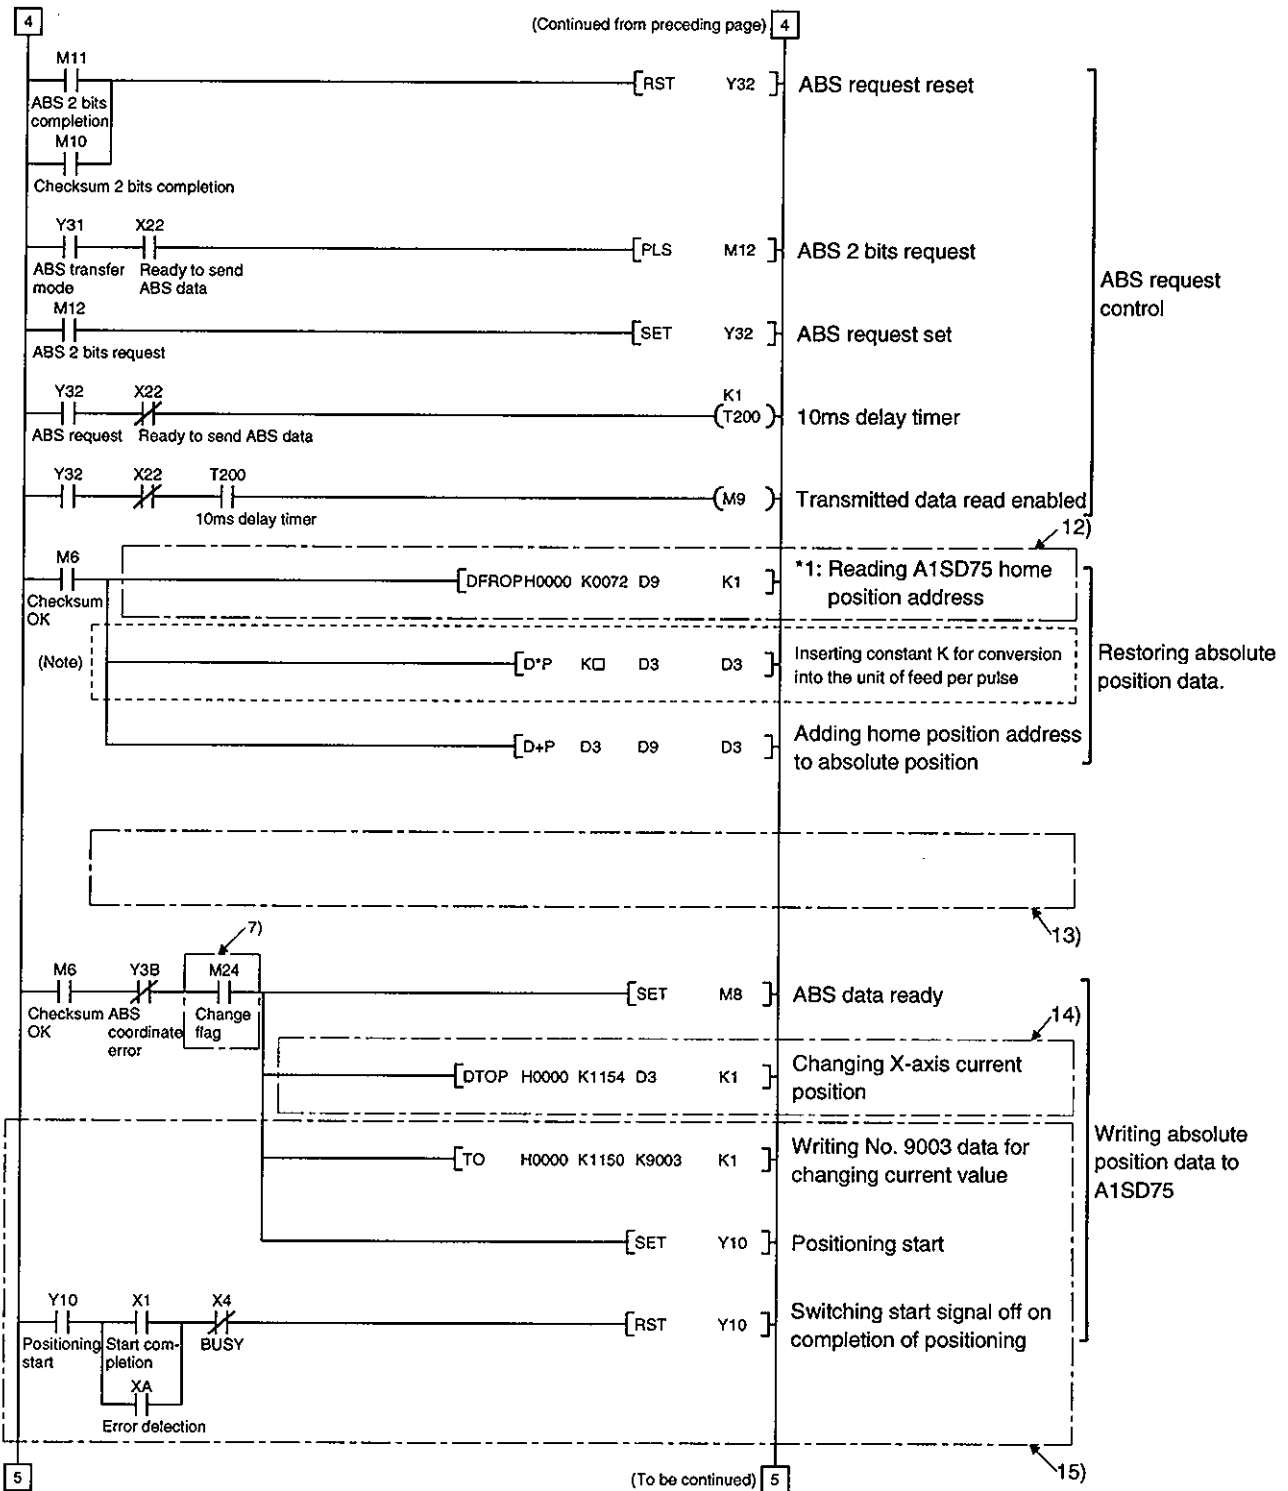 4
(Continued from preceding page)
4
M11
RST Y32
ABS request reset
ABS 2 bits
completion
M10
Checksum 2 bits completion
Y31 X22
PLS M12
ABS 2 bits request
ABS transfer
mode
Ready to send
ABS data
M12
SET Y32
ABS request set
ABS 2 bits request
ABS request
control
Y32 X22
K1
T200
10ms delay timer
ABS request
Ready to send ABS data
Y32 X22 T200
M9
Transmitted data read enabled
10ms delay timer
12)
M6
DFROP H0000 K0072 D9 K1
*1: Reading A1SD75 home
position address
Checksum
OK
(Note)
D*P K□ D3 D3
Inserting constant K for conversion
into the unit of feed per pulse
Restoring absolute
position data.
D+P D3 D9 D3
Adding home position address
to absolute position
13)
7)
M6 Y3B M24
SET M8
ABS data ready
Checksum
OK
ABS
coordinate
error
Change
flag
14)
DTOP H0000 K1154 D3 K1
Changing X-axis current
position
TO H0000 K1150 K9003 K1
Writing No. 9003 data for
changing current value
Writing absolute
position data to
A1SD75
SET Y10
Positioning start
Y10 X1 X4
RST Y10
Switching start signal off on
completion of positioning
Positioning
start
Start com-
pletion
BUSY
XA
Error detection
15)
5
(To be continued)
5